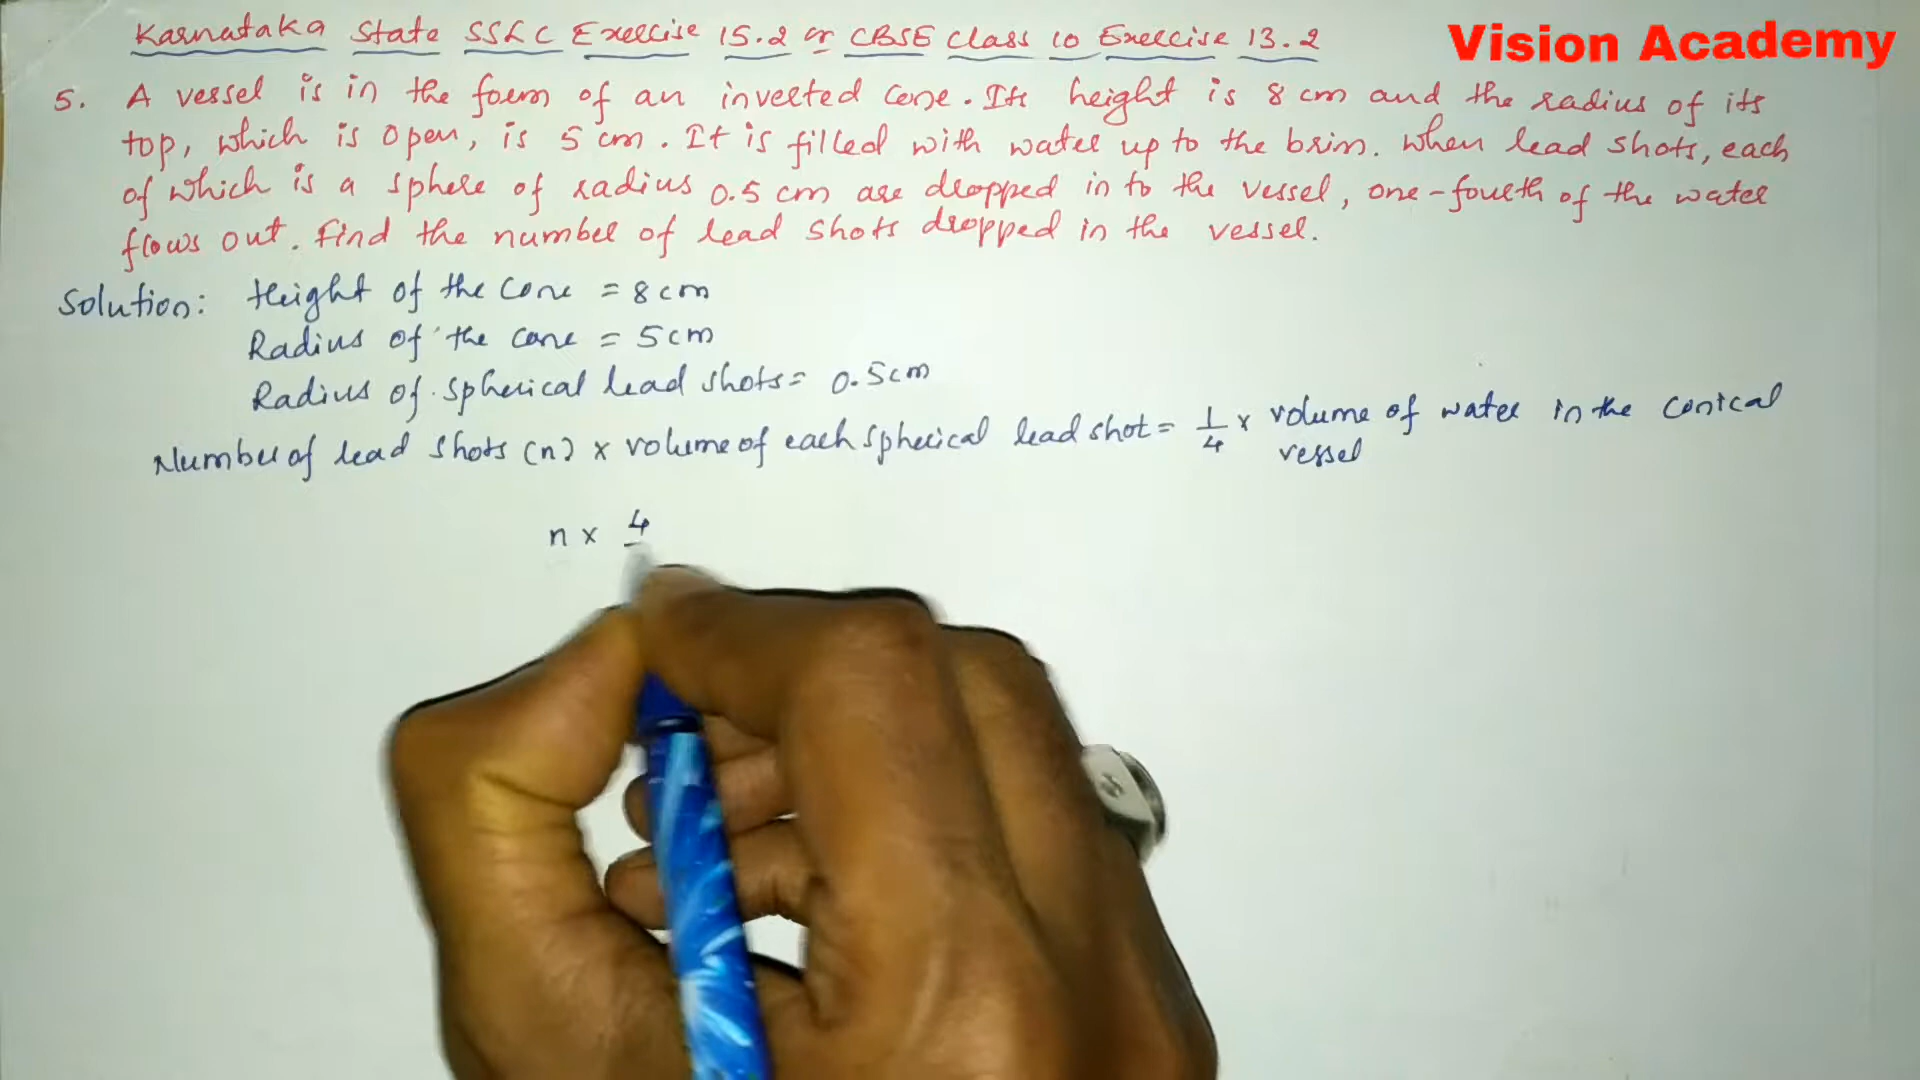 Karnataka State SSLC Exercise 15.2 or CBSE Class 10 Exercise 13.2
Vision Academy
5. A vessel is in the form of an inverted cone. Its height is 8 cm and the radius of its
top, which is open, is 5 cm. It is filled with water up to the brim. When lead shots, each
of which is a sphere of radius 0.5 cm are dropped in to the vessel, one-fourth of the water
flows out. Find the number of lead shots dropped in the vessel.
Solution: Height of the cone = 8cm
Radius of the cone = 5cm
Radius of spherical lead shots = 0.5cm
Number of lead shots (n) x volume of each spherical lead shot = 1/4 x volume of water in the conical
vessel
n x 4